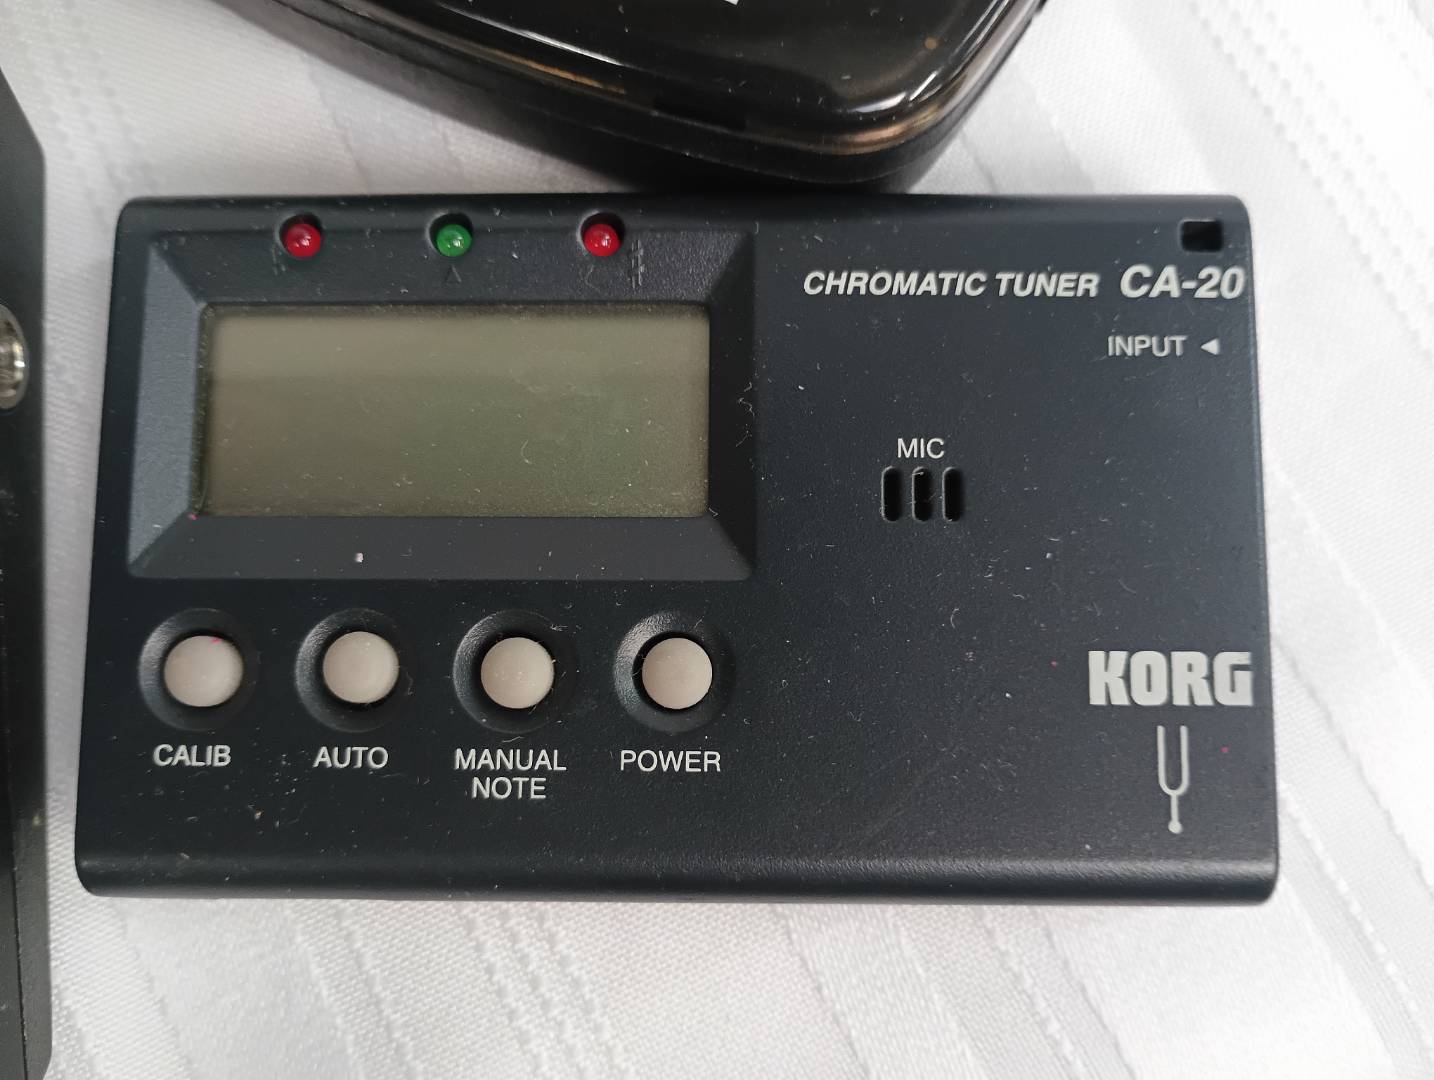 CHROMATIC TUNER CA-20
INPUT ◄
MIC
KORG
CALIB
AUTO
MANUAL
NOTE
POWER